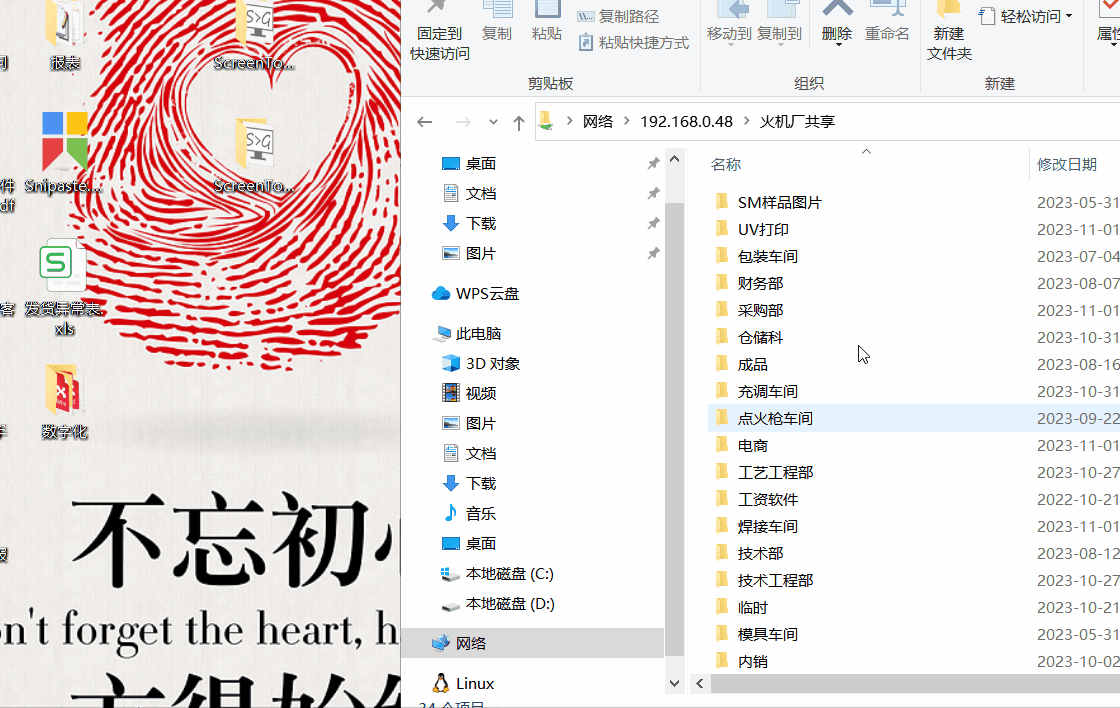 报表
ScreenTo...
Snipaste....
ScreenTo...
发货异常表.
xls
数字化
不忘初心
n't forget the heart, h
固定到
快速访问
复制
粘贴
复制路径
粘贴快捷方式
剪贴板
移动到
复制到
删除
重命名
组织
新建
文件夹
轻松访问
新建
网络
192.168.0.48
火机厂共享
桌面
文档
下载
图片
WPS云盘
此电脑
3D 对象
视频
图片
文档
下载
音乐
桌面
本地磁盘 (C:)
本地磁盘 (D:)
网络
Linux
名称 修改日期
SM样品图片 2023-05-31
UV打印 2023-11-01
包装车间 2023-07-04
财务部 2023-08-07
采购部 2023-11-01
仓储科 2023-10-31
成品 2023-08-16
充调车间 2023-10-31
点火枪车间 2023-09-22
电商 2023-11-01
工艺工程部 2023-10-27
工资软件 2022-10-21
焊接车间 2023-11-01
技术部 2023-08-12
技术工程部 2023-10-27
临时 2023-10-21
模具车间 2023-05-31
内销 2023-10-02